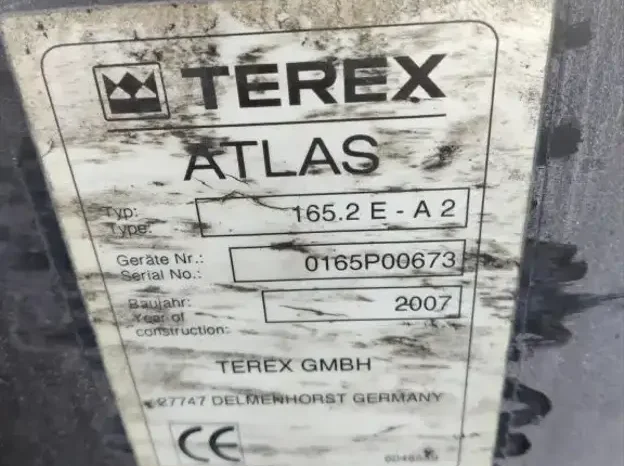 TEREX
ATLAS
Typ: 165.2 E - A 2
Type:
Geräte Nr.: 0165P00673
Serial No.:
Baujahr: 2007
Year of
construction:
TEREX GMBH
27747 DELMENHORST GERMANY
CE